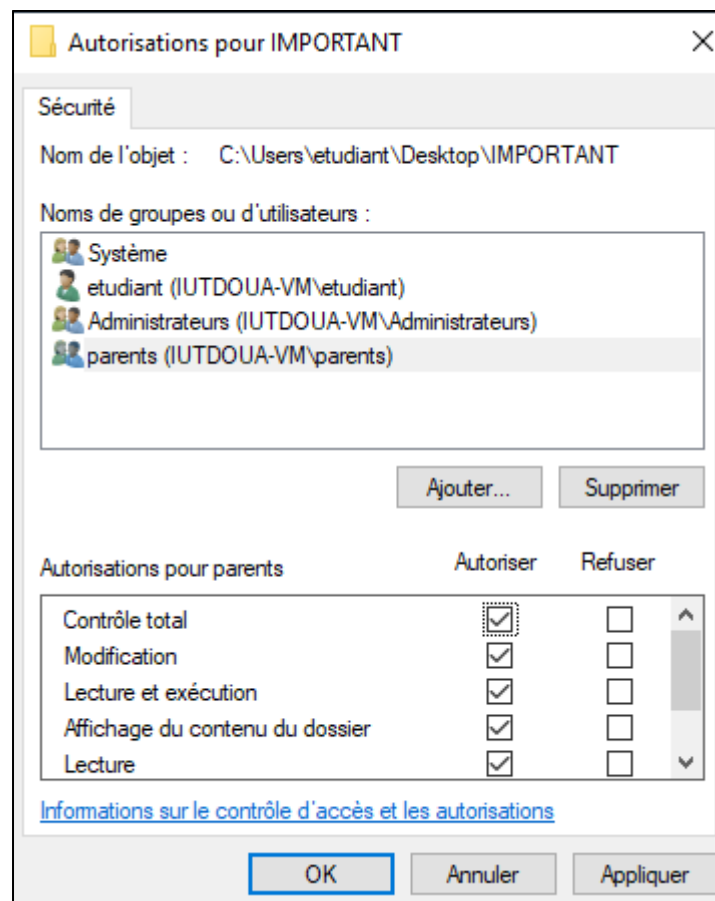 Autorisations pour IMPORTANT
Sécurité
Nom de l'objet : C:\Users\etudiant\Desktop\IMPORTANT
Noms de groupes ou d'utilisateurs :
Système
etudiant (IUTDOUA-VM\etudiant)
Administrateurs (IUTDOUA-VM\Administrateurs)
parents (IUTDOUA-VM\parents)
Ajouter... Supprimer
Autorisations pour parents Autoriser Refuser
Contrôle total
Modification
Lecture et exécution
Affichage du contenu du dossier
Lecture
Informations sur le contrôle d'accès et les autorisations
OK Annuler Appliquer